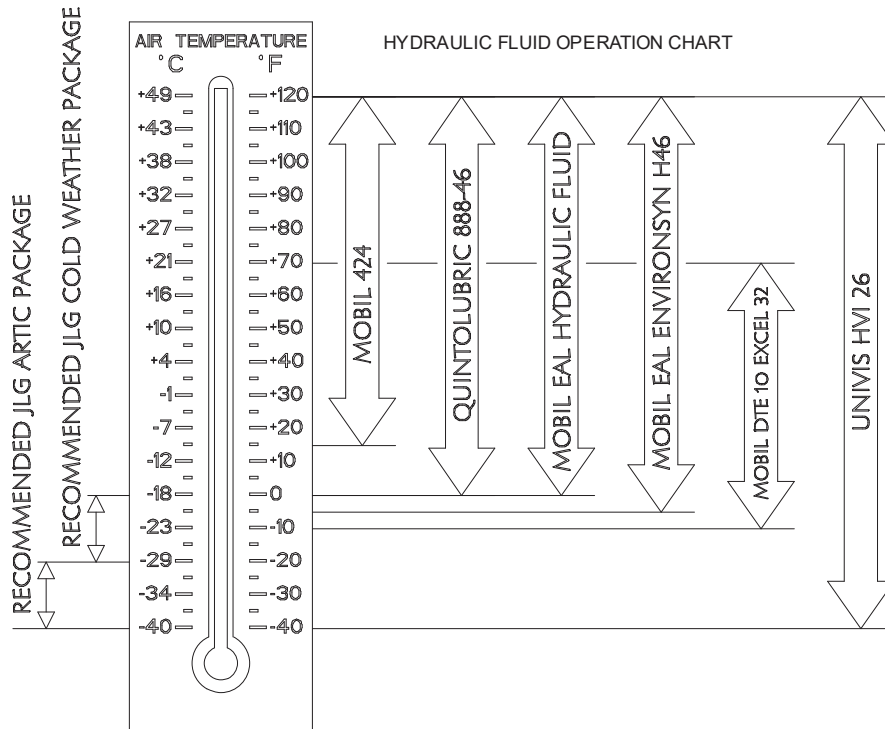 HYDRAULIC FLUID OPERATION CHART
AIR TEMPERATURE
°C °F
+49 +120
+43 +110
+38 +100
+32 +90
+27 +80
+21 +70
+16 +60
+10 +50
+4 +40
-1 +30
-7 +20
-12 +10
-18 0
-23 -10
-29 -20
-34 -30
-40 -40
RECOMMENDED JLG ARTIC PACKAGE
RECOMMENDED JLG COLD WEATHER PACKAGE
MOBIL 424
QUINTOLUBRIC 888-46
MOBIL EAL HYDRAULIC FLUID
MOBIL EAL ENVIRONSYN H46
MOBIL DTE 10 EXCEL 32
UNIVIS HVI 26